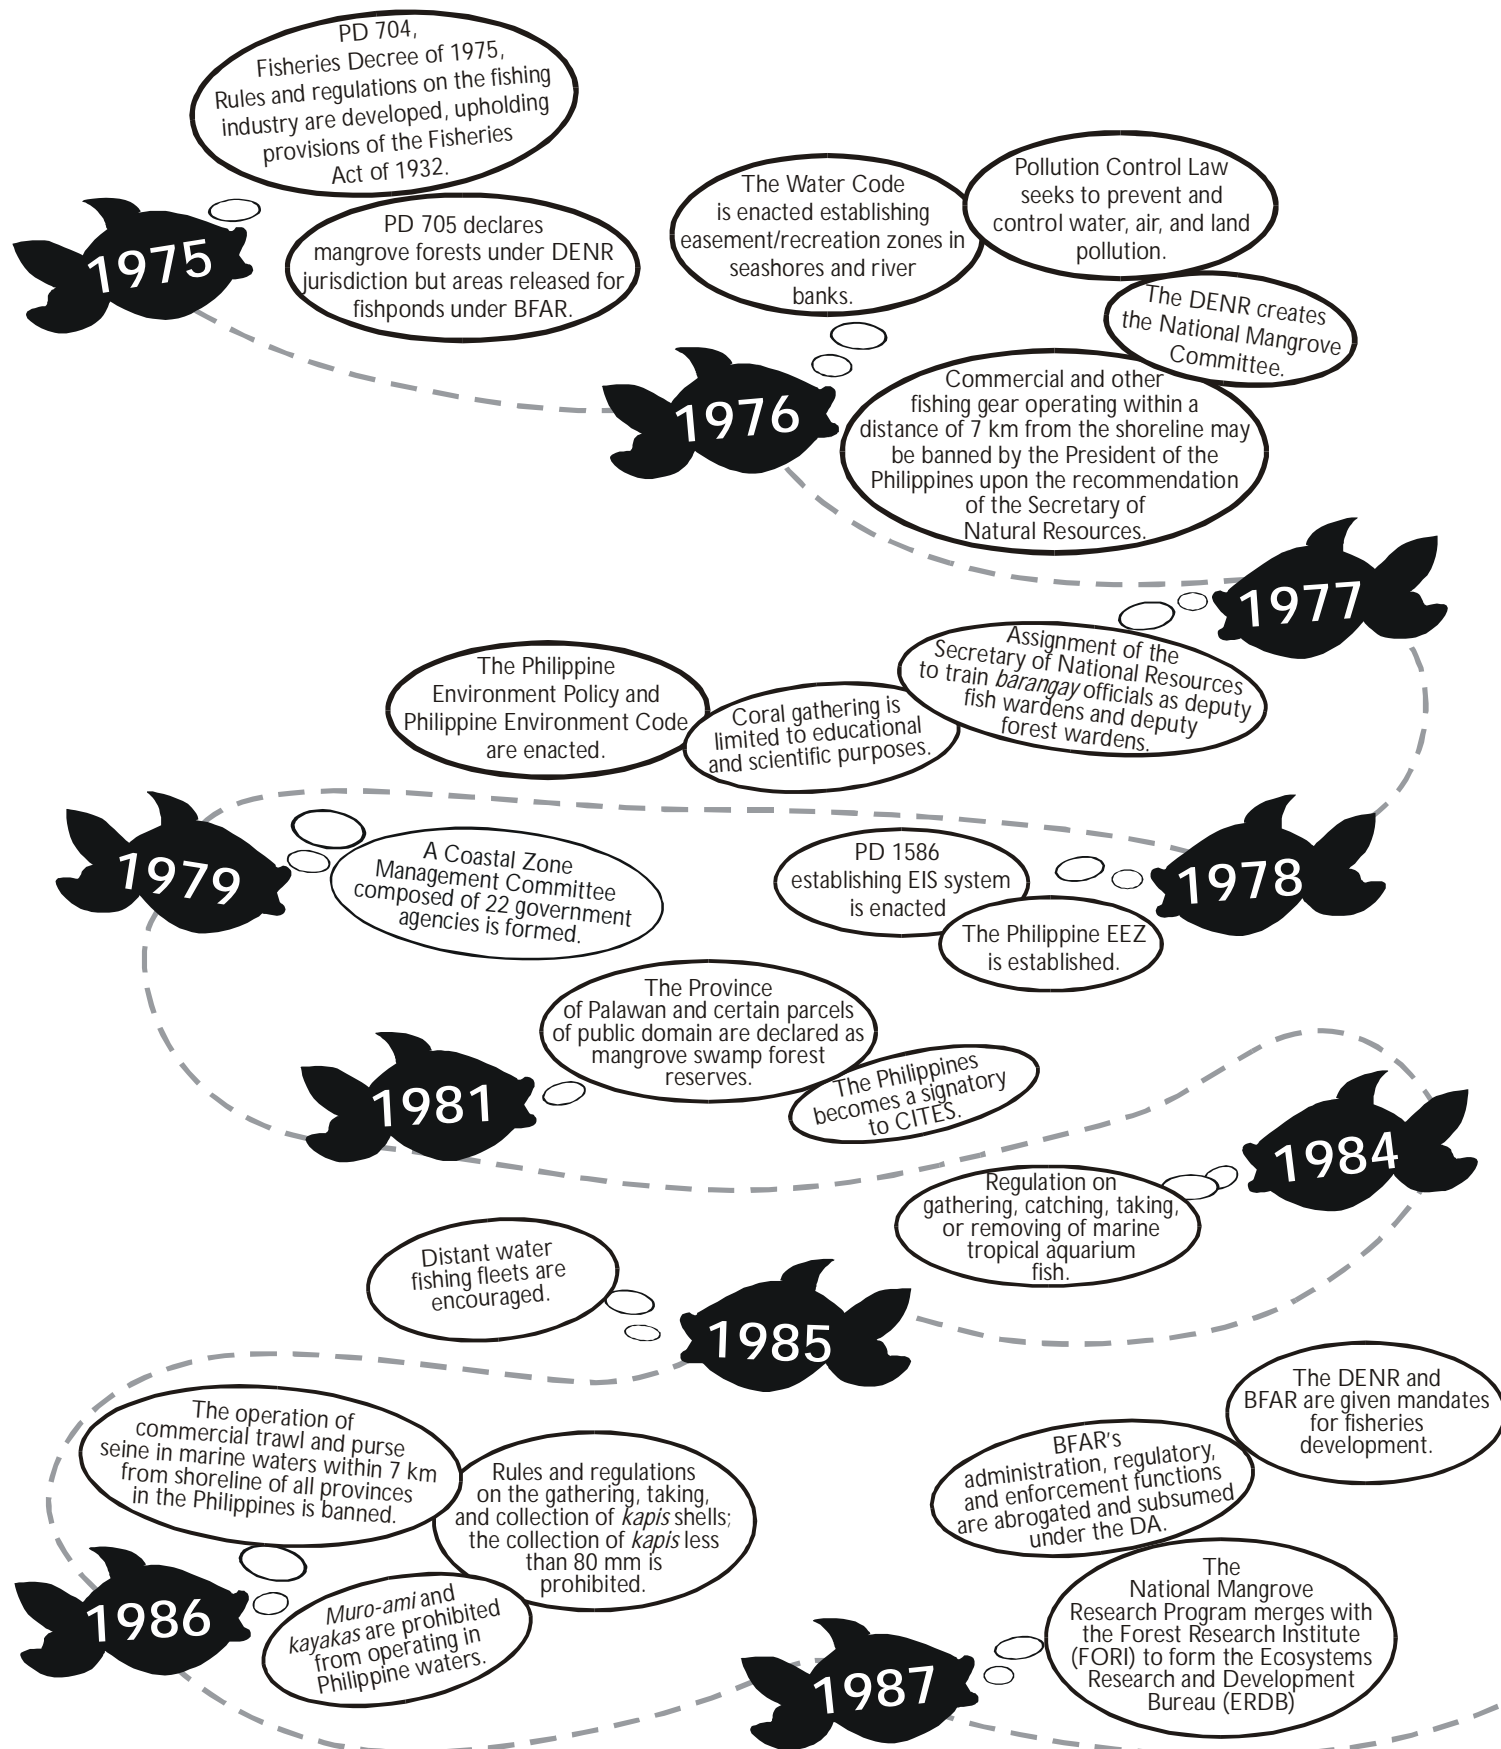 PD 704,
Fisheries Decree of 1975,
Rules and regulations on the fishing
industry are developed, upholding
provisions of the Fisheries
Act of 1932.
1975
PD 705 declares
mangrove forests under DENR
jurisdiction but areas released for
fishponds under BFAR.
The Water Code
is enacted establishing
easement/recreation zones in
seashores and river
banks.
Pollution Control Law
seeks to prevent and
control water, air, and land
pollution.
The DENR creates
the National Mangrove
Committee.
1976
Commercial and other
fishing gear operating within a
distance of 7 km from the shoreline may
be banned by the President of the
Philippines upon the recommendation
of the Secretary of
Natural Resources.
1977
Assignment of the
Secretary of National Resources
to train barangay officials as deputy
fish wardens and deputy
forest wardens.
Coral gathering is
limited to educational
and scientific purposes.
The Philippine
Environment Policy and
Philippine Environment Code
are enacted.
1978
PD 1586
establishing EIS system
is enacted
The Philippine EEZ
is established.
1979
A Coastal Zone
Management Committee
composed of 22 government
agencies is formed.
1981
The Province
of Palawan and certain parcels
of public domain are declared as
mangrove swamp forest
reserves.
The Philippines
becomes a signatory
to CITES.
1984
Regulation on
gathering, catching, taking,
or removing of marine
tropical aquarium
fish.
1985
Distant water
fishing fleets are
encouraged.
1986
The operation of
commercial trawl and purse
seine in marine waters within 7 km
from shoreline of all provinces
in the Philippines is banned.
Rules and regulations
on the gathering, taking,
and collection of kapis shells;
the collection of kapis less
than 80 mm is
prohibited.
Muro-ami and
kayakas are prohibited
from operating in
Philippine waters.
1987
The DENR and
BFAR are given mandates
for fisheries
development.
BFAR's
administration, regulatory,
and enforcement functions
are abrogated and subsumed
under the DA.
The
National Mangrove
Research Program merges with
the Forest Research Institute
(FORI) to form the Ecosystems
Research and Development
Bureau (ERDB)